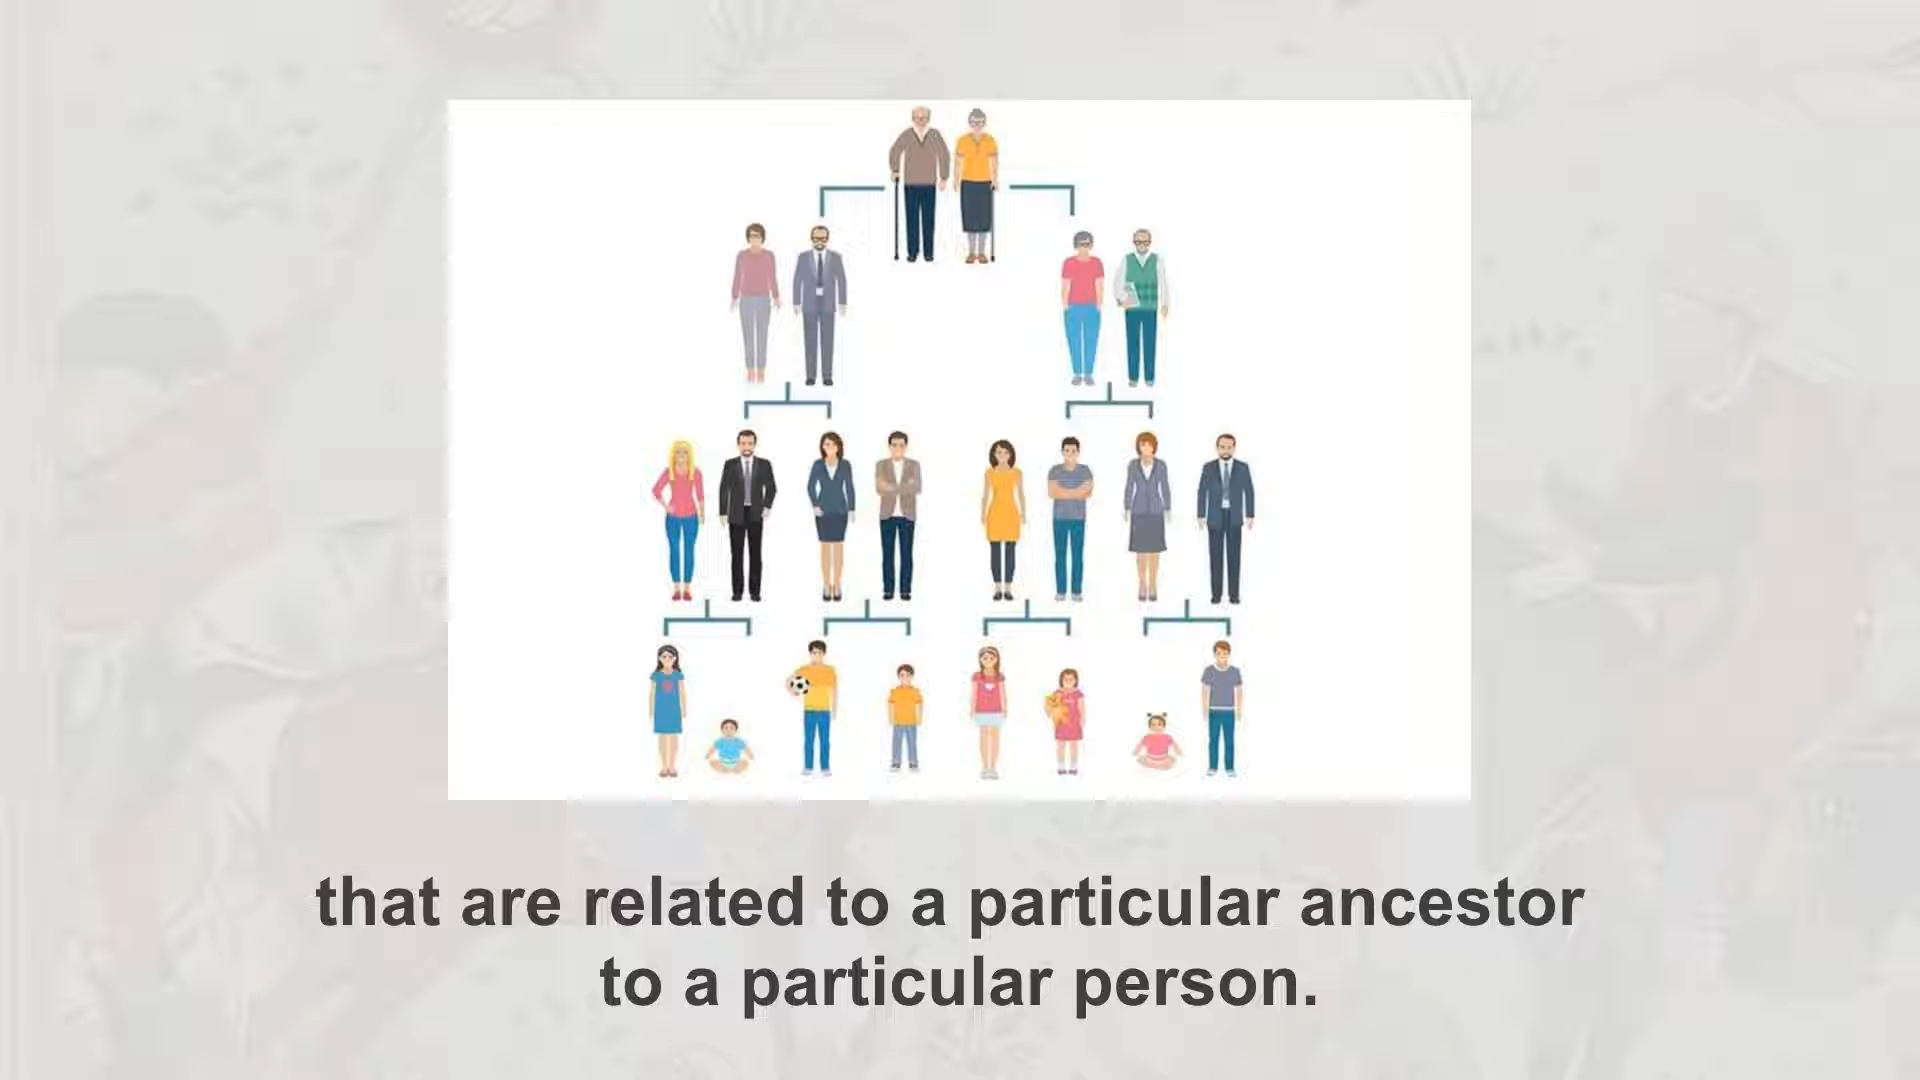 that are related to a particular ancestor
to a particular person.